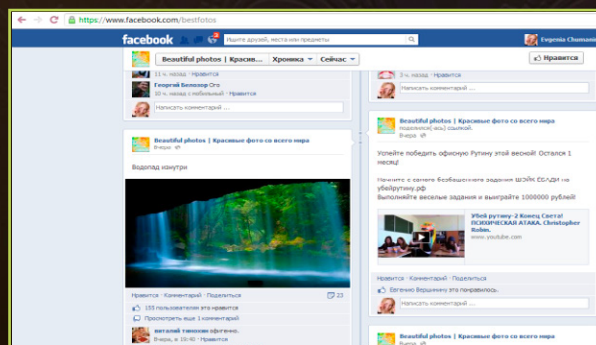 https://www.facebook.com/bestfotos
facebook
3
Ищите друзей, места или предметы
Evgenia Chumanie
Beautiful photos | Красив...
Хроника
Сейчас
Нравится
11 ч. назад · Нравится
Георгий Белозор Ого
10 ч. назад с мобильный · Нравится
Написать комментарий ...
Beautiful photos | Красивые фото со всего мира
Вчера
Водопад изнутри
Нравится · Комментарий · Поделиться
23
155 пользователям это нравится
Просмотреть еще 1 комментарий
виталий тимохин офигенно.
Вчера, в 19:40 · Нравится
3 ч. назад · Нравится
Написать комментарий ...
Beautiful photos | Красивые фото со всего мира
поделился(-ась) ссылкой.
Вчера
Успейте победить офисную Рутину этой весной! Остался 1
месяц!
Начните с самого безбашенного задания ШЭЙК ЁБАДИ на
убейрутину.рф
Выполняйте веселые задания и выиграйте 1000000 рублей!
Убей рутину-2 Конец Света!
ПСИХИЧЕСКАЯ АТАКА. Christopher
Robin.
www.youtube.com
Нравится · Комментарий · Поделиться
Евгению Вершинину это понравилось.
Написать комментарий ...
Beautiful photos | Красивые фото со всего мира
Вчера